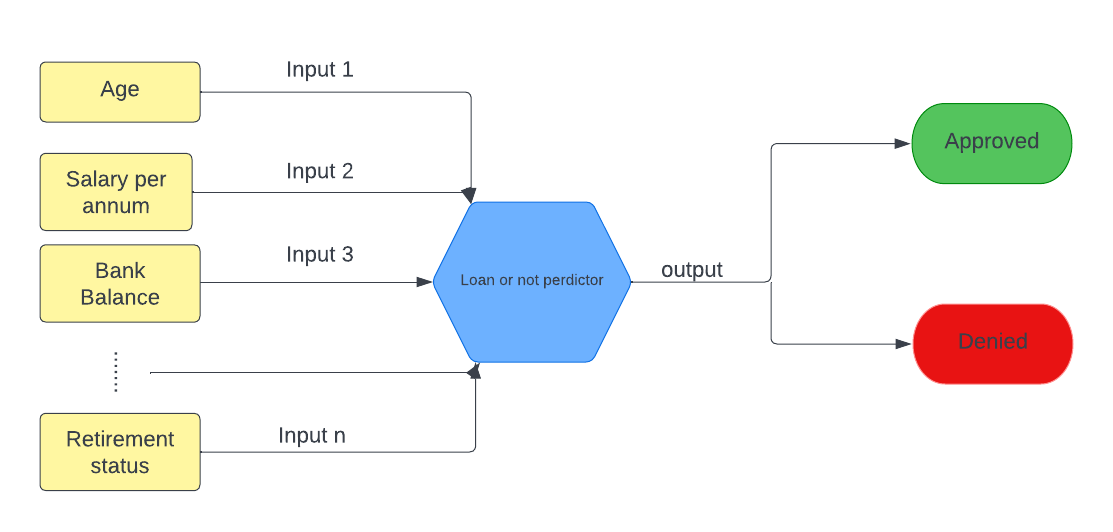 Age
Input 1
Salary per
annum
Input 2
Bank
Balance
Input 3
Retirement
status
Input n
Loan or not perdictor
output
Approved
Denied